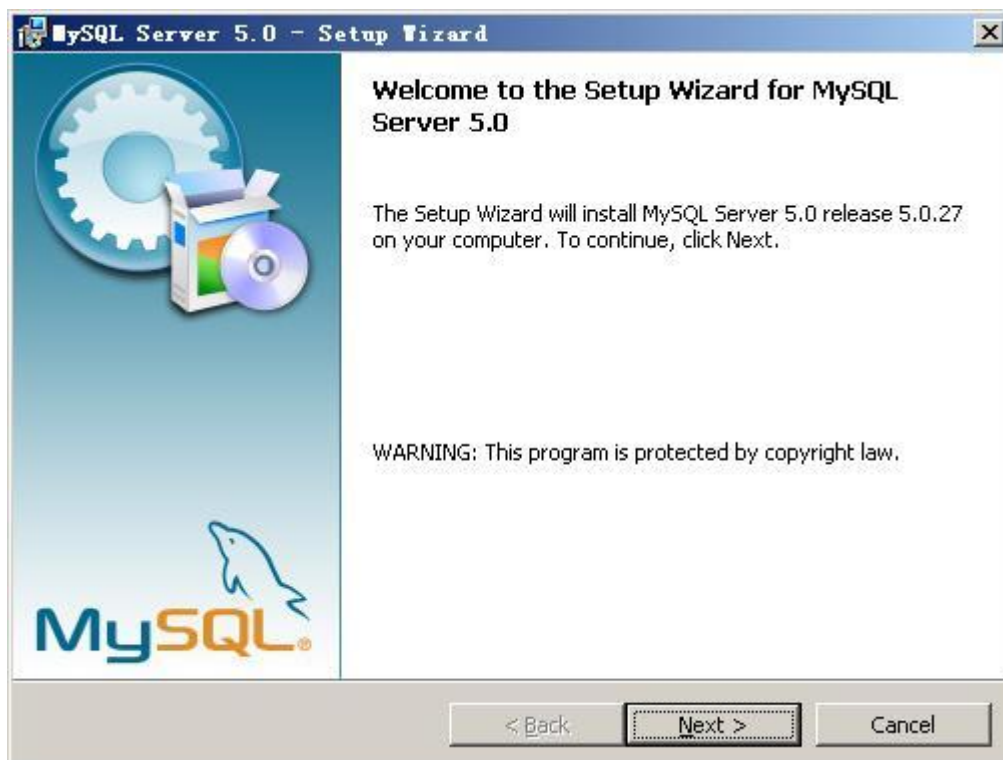 MySQL Server 5.0 - Setup Wizard
Welcome to the Setup Wizard for MySQL
Server 5.0
The Setup Wizard will install MySQL Server 5.0 release 5.0.27
on your computer. To continue, click Next.
WARNING: This program is protected by copyright law.
MySQL®
< Back
Next >
Cancel